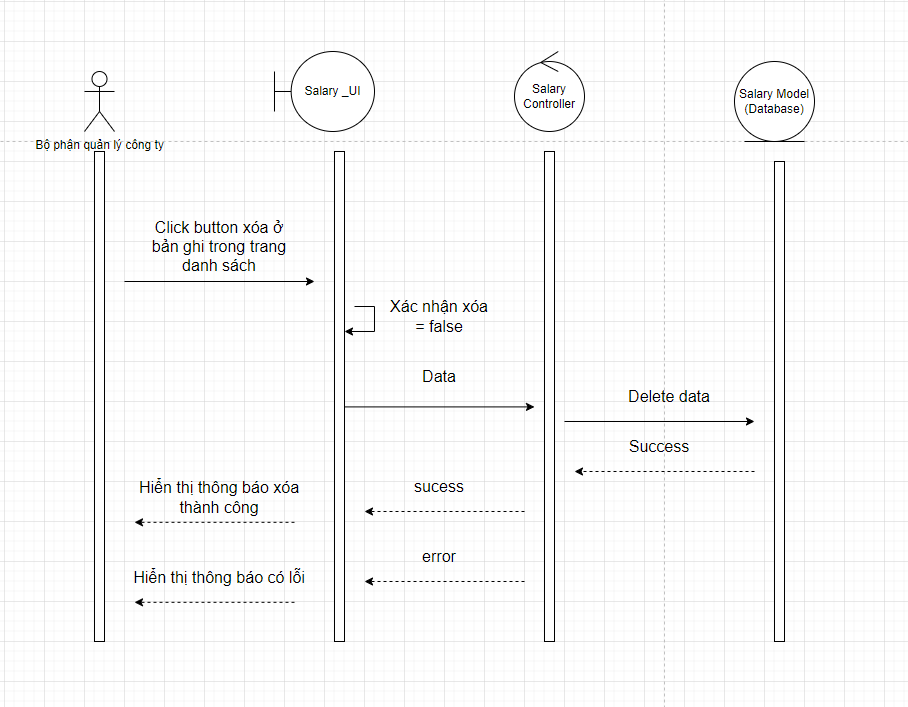 Salary _UI
Salary
Controller
Salary Model
(Database)
Bộ phận quản lý công ty
Click button xóa ở
bản ghi trong trang
danh sách
Xác nhận xóa
= false
Data
Delete data
Success
Hiển thị thông báo xóa
thành công
sucess
error
Hiển thị thông báo có lỗi